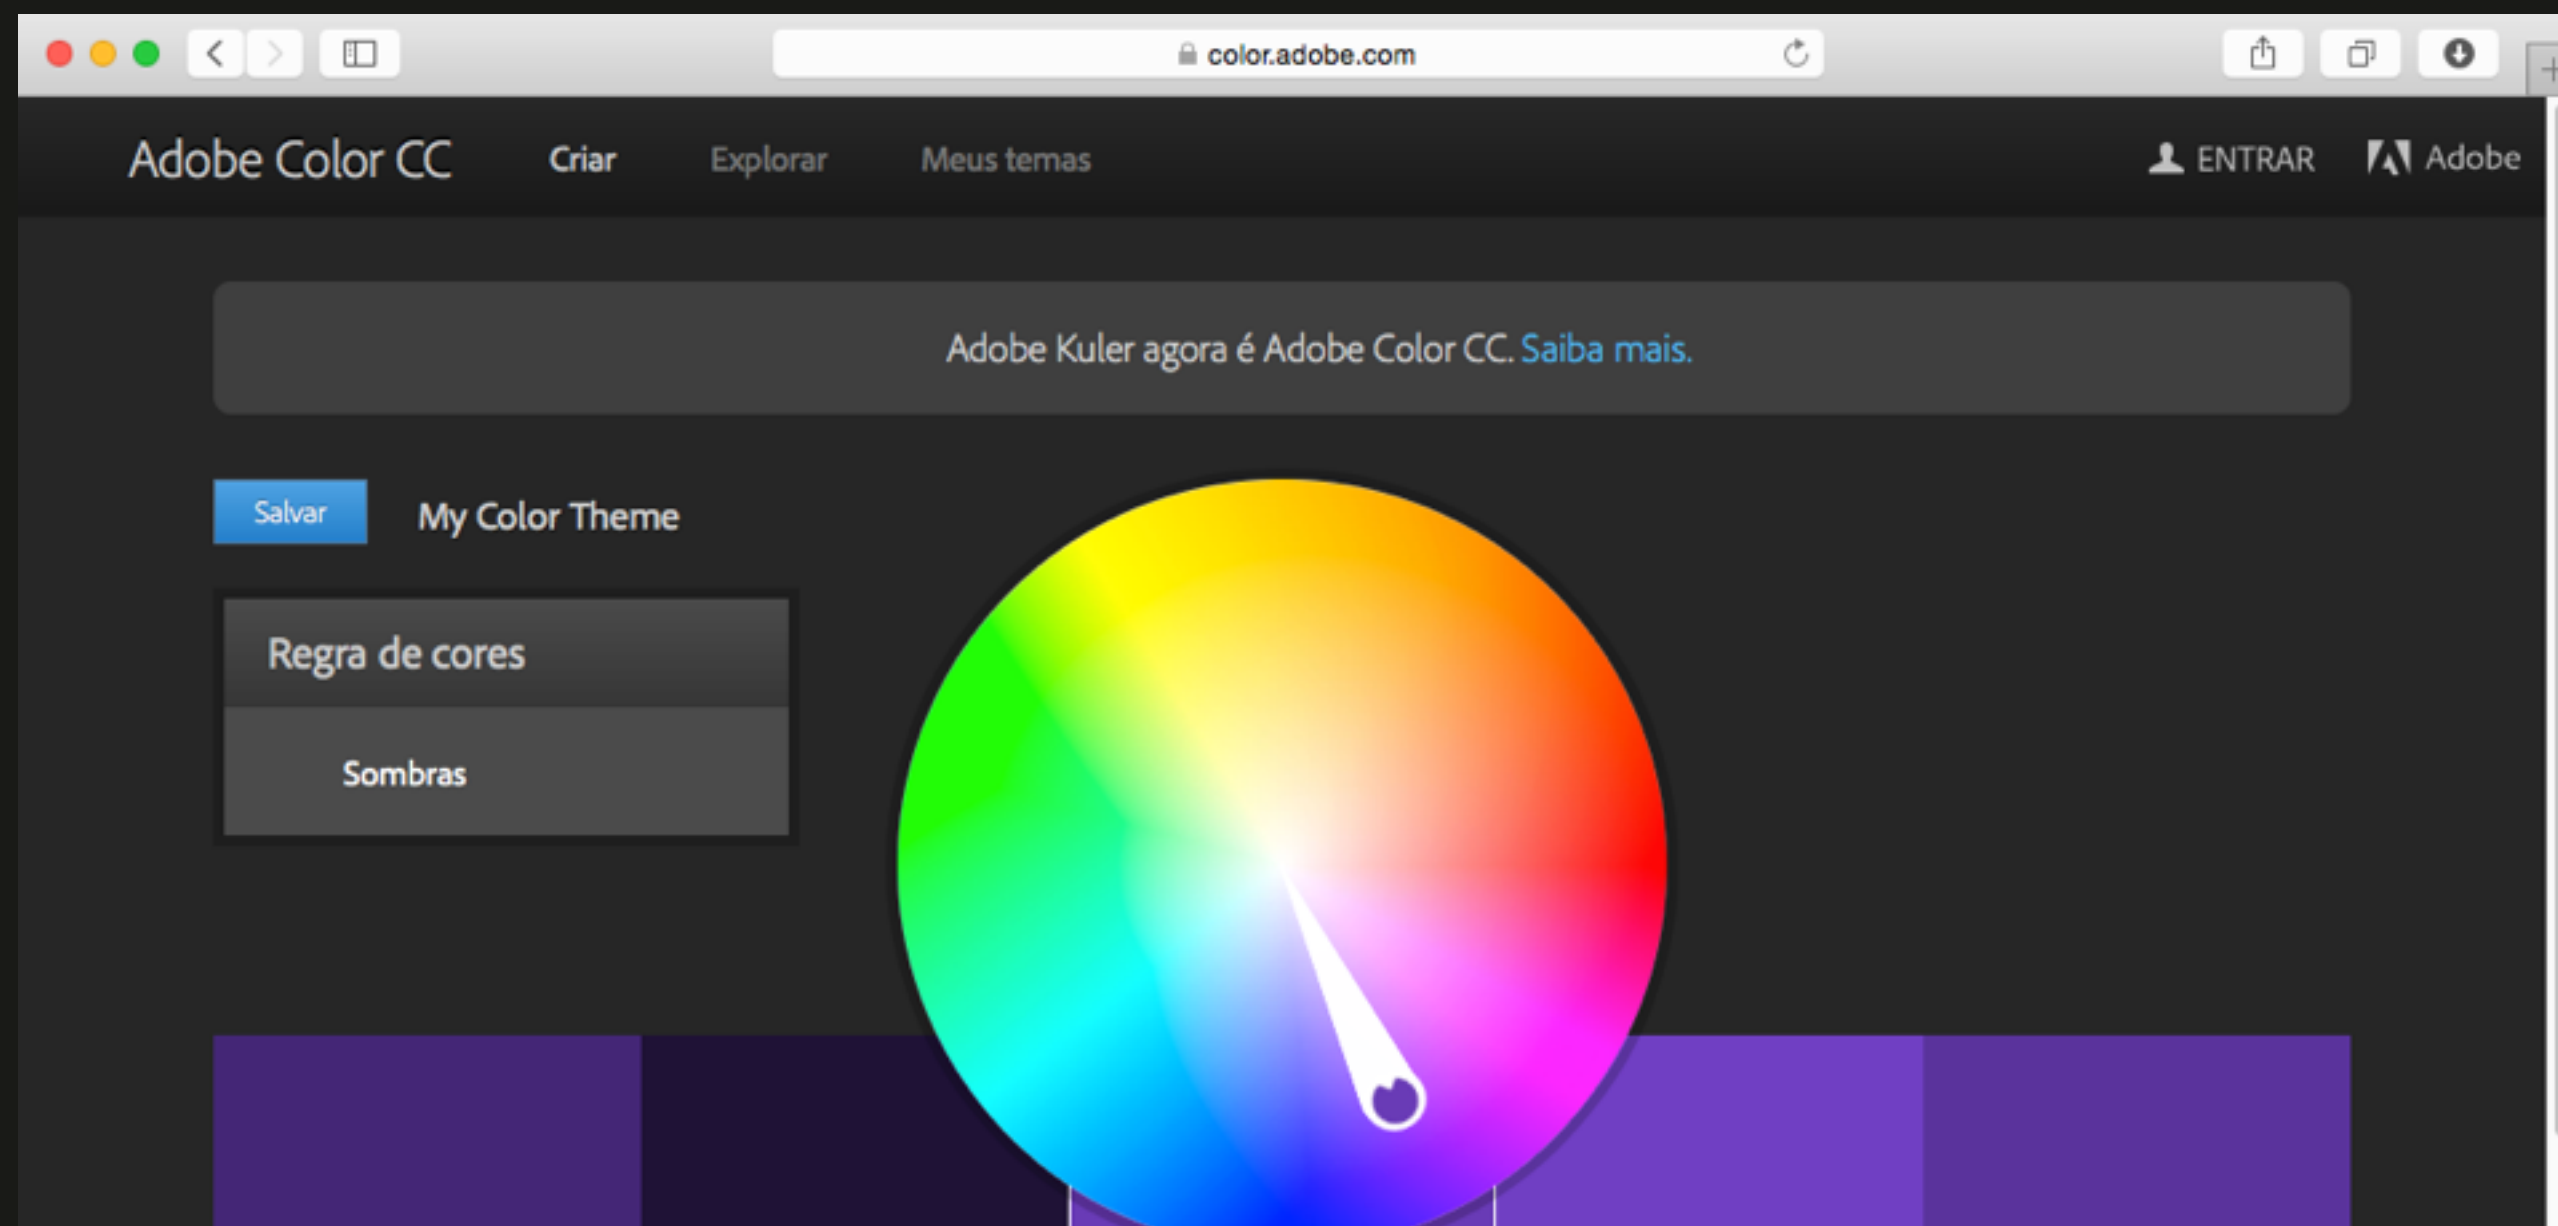 color.adobe.com
Adobe Color CC Criar Explorar Meus temas ENTRAR Adobe
Adobe Kuler agora é Adobe Color CC. Saiba mais.
Salvar My Color Theme
Regra de cores
Sombras